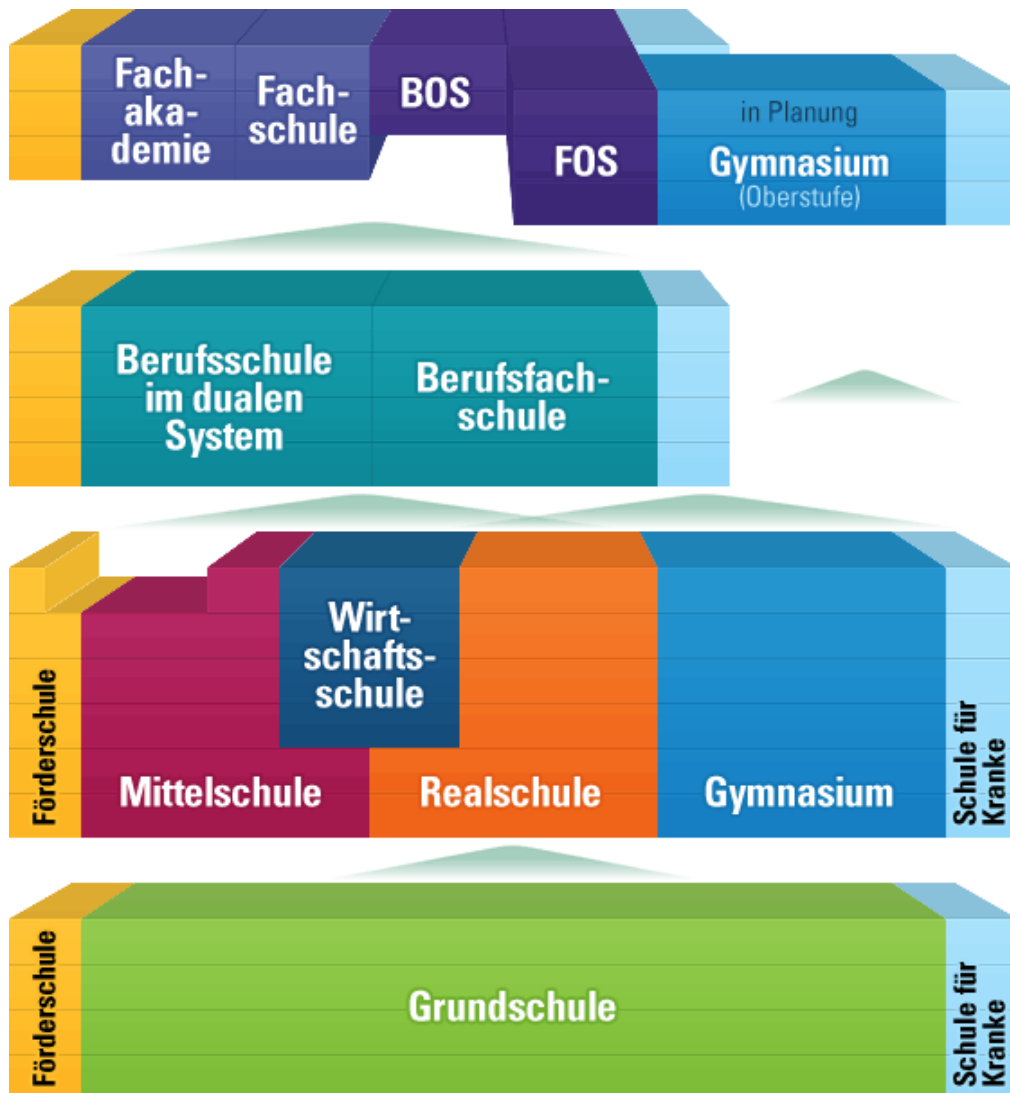 Fach-
aka-
demie
Fach-
schule
BOS
FOS
in Planung
Gymnasium
(Oberstufe)
Berufsschule
im dualen
System
Berufsfach-
schule
Förderschule
Mittelschule
Wirt-
schafts-
schule
Realschule
Gymnasium
Schule für
Kranke
Förderschule
Grundschule
Schule für
Kranke